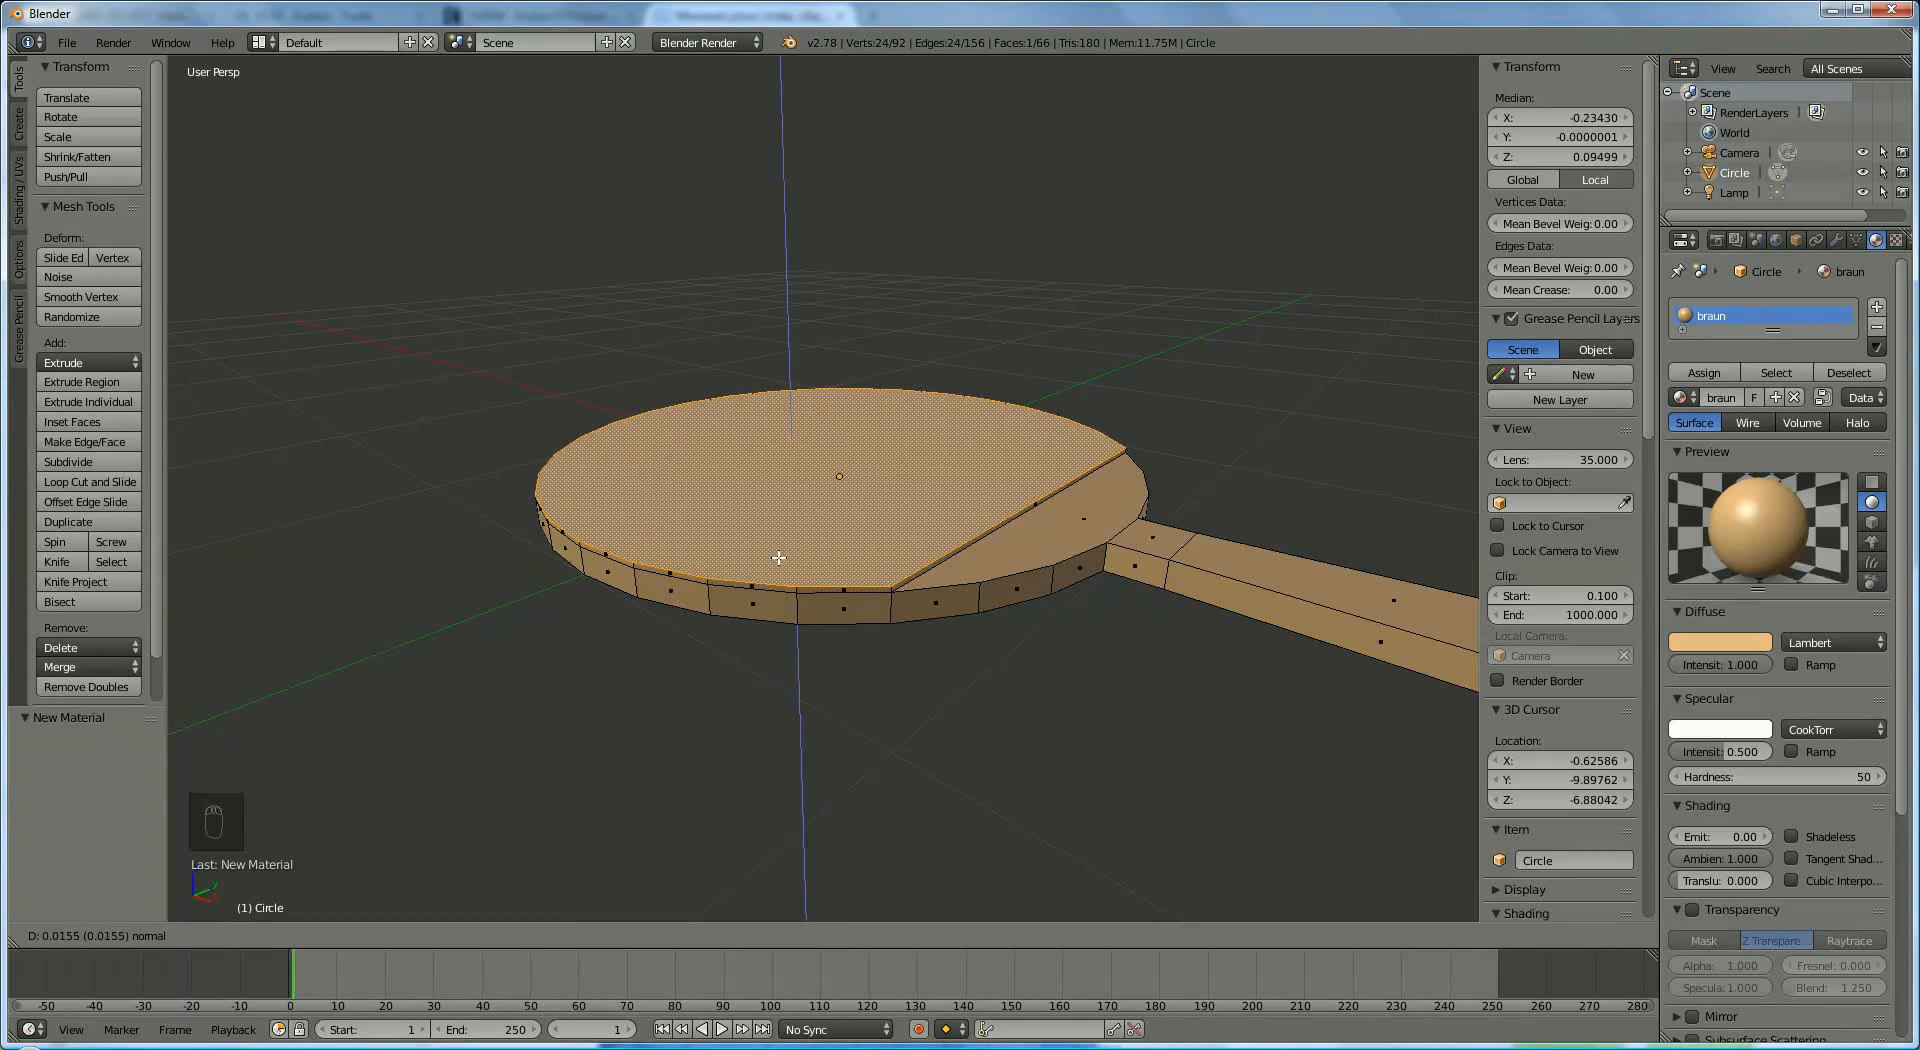 Blender
File Render Window Help Default Scene Blender Render v2.78 | Verts:24/92 | Edges:24/156 | Faces:1/66 | Tris:180 | Mem:11.75M | Circle
Tools
Create
Shading / UVs
Options
Grease Pencil
Transform
Translate
Rotate
Scale
Shrink/Fatten
Push/Pull
Mesh Tools
Deform:
Slide Ed Vertex
Noise
Smooth Vertex
Randomize
Add:
Extrude
Extrude Region
Extrude Individual
Inset Faces
Make Edge/Face
Subdivide
Loop Cut and Slide
Offset Edge Slide
Duplicate
Spin Screw
Knife Select
Knife Project
Bisect
Remove:
Delete
Merge
Remove Doubles
New Material
User Persp
Last: New Material
(1) Circle
D: 0.0155 (0.0155) normal
Transform
Median:
X: -0.23430
Y: -0.0000001
Z: 0.09499
Global Local
Vertices Data:
Mean Bevel Weig: 0.00
Edges Data:
Mean Bevel Weig: 0.00
Mean Crease: 0.00
Grease Pencil Layers
Scene Object
New
New Layer
View
Lens: 35.000
Lock to Object:
Lock to Cursor
Lock Camera to View
Clip:
Start: 0.100
End: 1000.000
Local Camera:
Camera
Render Border
3D Cursor
Location:
X: -0.62586
Y: -9.89762
Z: -6.88042
Item
Circle
Display
Shading
View Search All Scenes
Scene
RenderLayers
World
Camera
Circle
Lamp
Circle braun
braun
Assign Select Deselect
braun F Data
Surface Wire Volume Halo
Preview
Diffuse
Lambert
Intensit: 1.000 Ramp
Specular
CookTorr
Intensit: 0.500 Ramp
Hardness: 50
Shading
Emit: 0.00 Shadeless
Ambien: 1.000 Tangent Shad...
Translu: 0.000 Cubic Interpo...
Transparency
Mask Z Transpare... Raytrace
Alpha: 1.000 Fresnel: 0.000
Specula: 1.000 Blend: 1.250
Mirror
Subsurface Scattering
-50 -40 -30 -20 -10 0 10 20 30 40 50 60 70 80 90 100 110 120 130 140 150 160 170 180 190 200 210 220 230 240 250 260 270 280
View Marker Frame Playback Start: 1 End: 250 1 No Sync